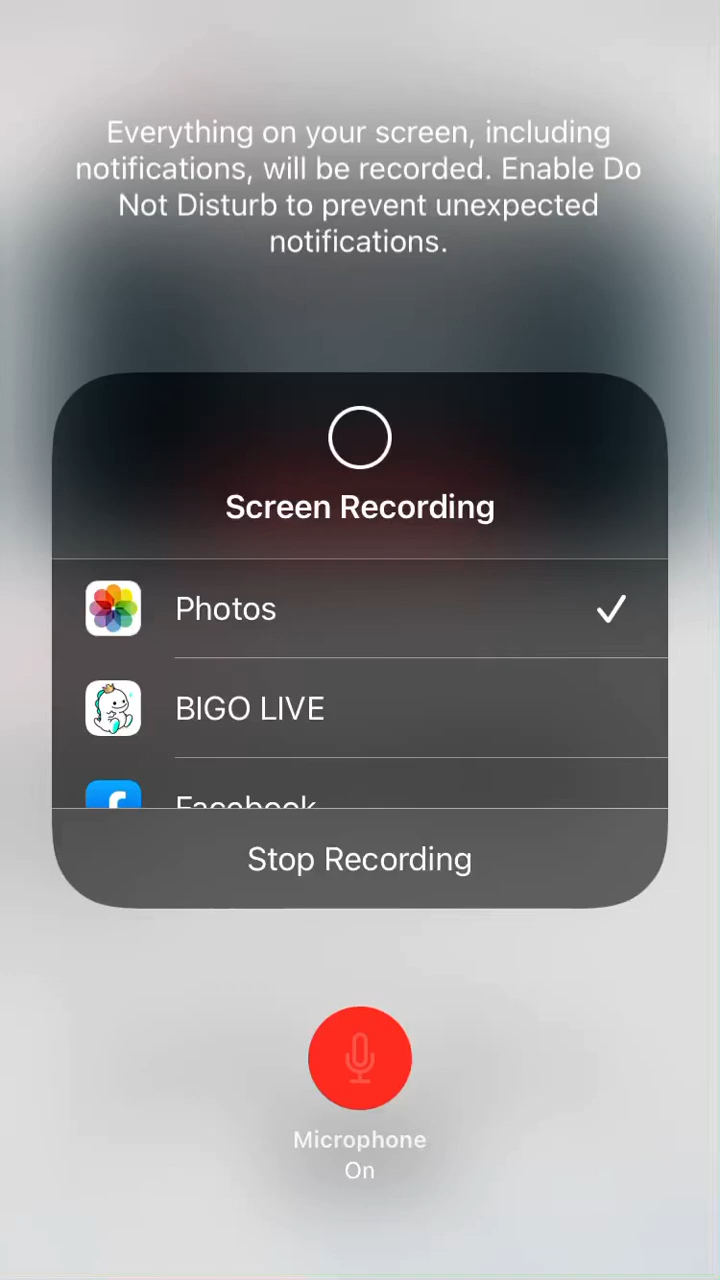 Everything on your screen, including
notifications, will be recorded. Enable Do
Not Disturb to prevent unexpected
notifications.
Screen Recording
Photos
BIGO LIVE
Facebook
Stop Recording
Microphone
On